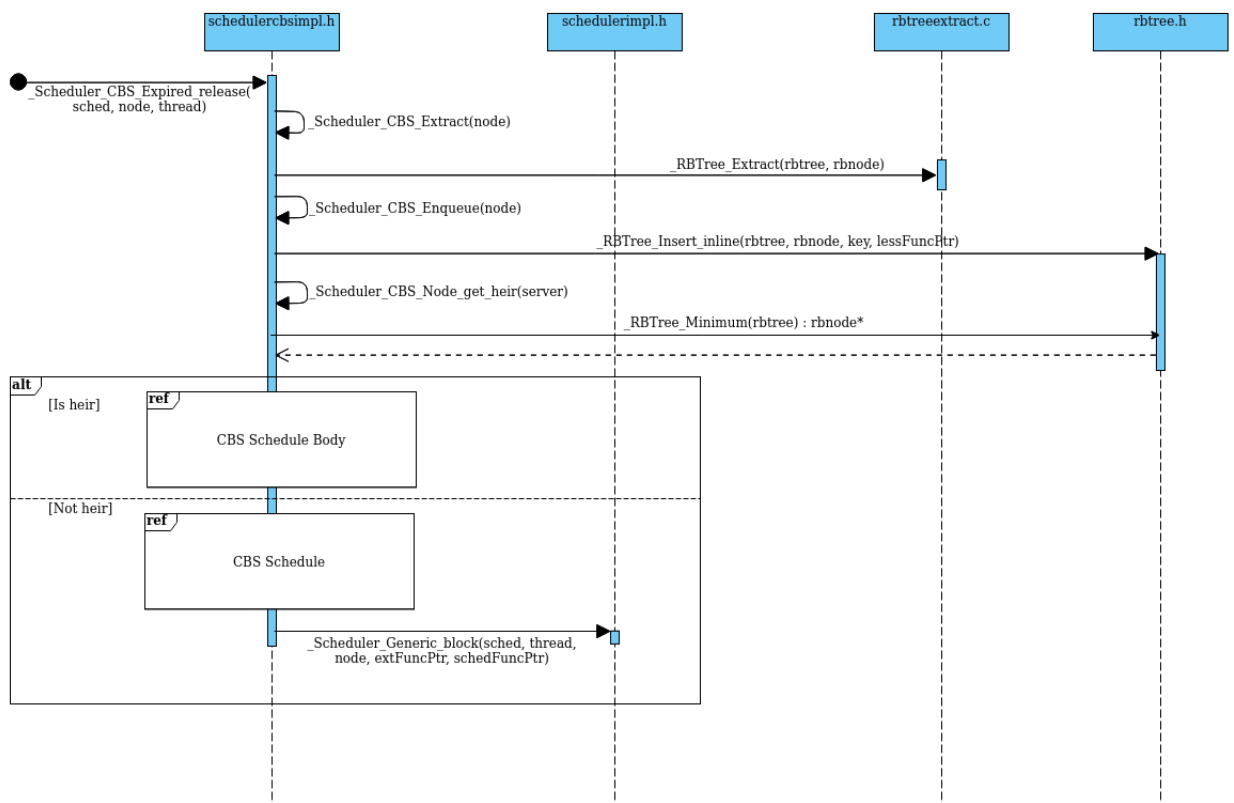 schedulercbsimpl.h
schedulerimpl.h
rbtreeextract.c
rbtree.h
_Scheduler_CBS_Expired_release(
sched, node, thread)
_Scheduler_CBS_Extract(node)
_RBTree_Extract(rbtree, rbnode)
_Scheduler_CBS_Enqueue(node)
_RBTree_Insert_inline(rbtree, rbnode, key, lessFuncPtr)
_Scheduler_CBS_Node_get_heir(server)
_RBTree_Minimum(rbtree) : rbnode*
alt
[Is heir]
ref
CBS Schedule Body
[Not heir]
ref
CBS Schedule
_Scheduler_Generic_block(sched, thread,
node, extFuncPtr, schedFuncPtr)